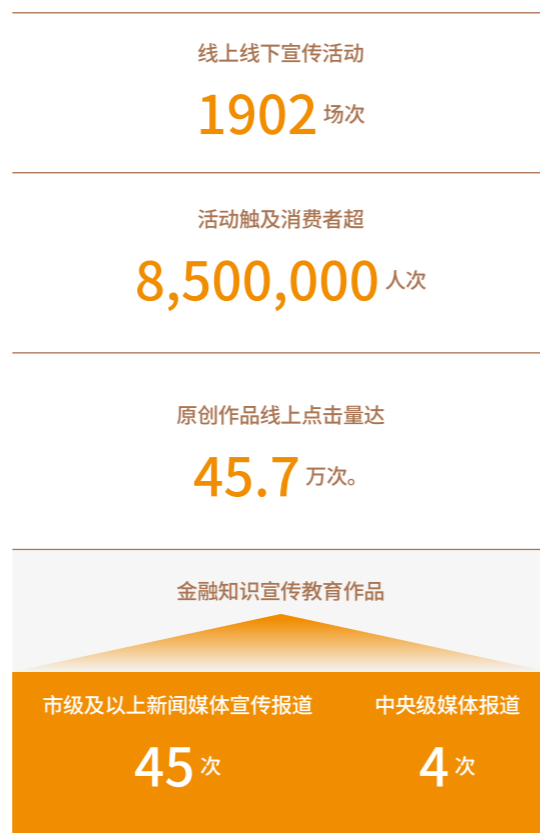 线上线下宣传活动
1902 场次
活动触及消费者超
8,500,000 人次
原创作品线上点击量达
45.7 万次。
金融知识宣传教育作品
市级及以上新闻媒体宣传报道
45 次
中央级媒体报道
4 次